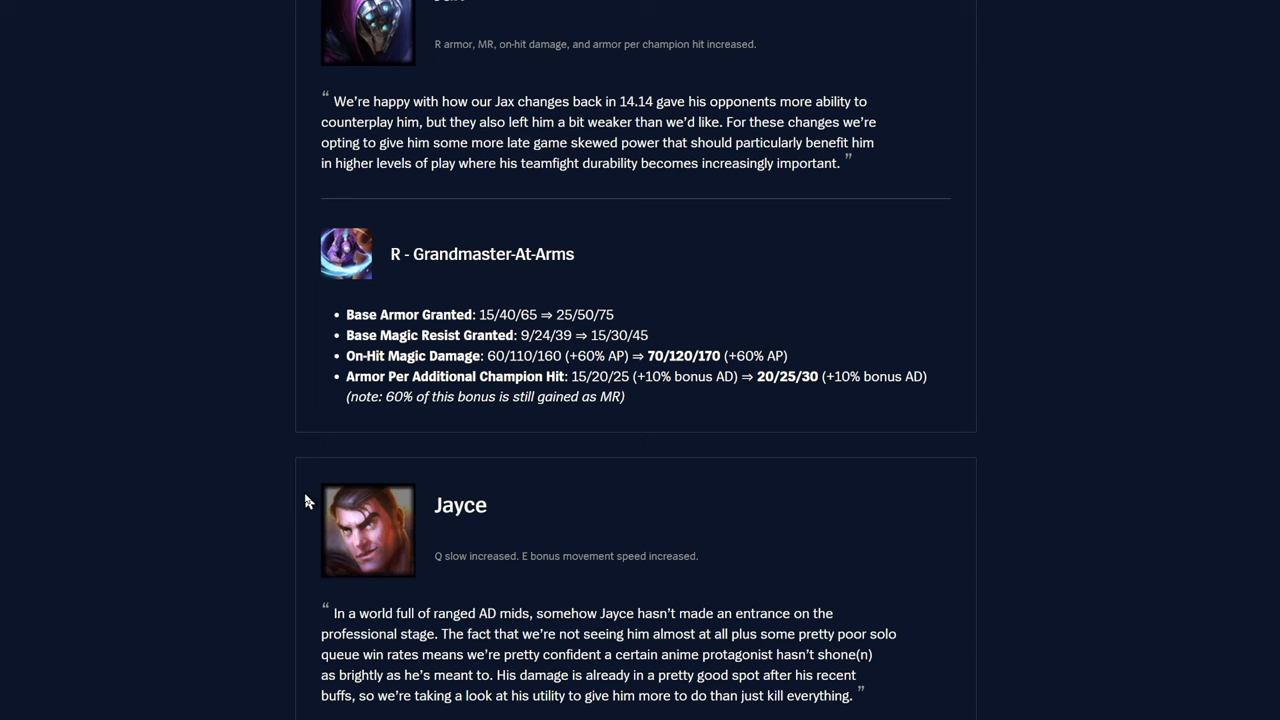 R armor, MR, on-hit damage, and armor per champion hit increased.
“ We’re happy with how our Jax changes back in 14.14 gave his opponents more ability to
counterplay him, but they also left him a bit weaker than we’d like. For these changes we’re
opting to give him some more late game skewed power that should particularly benefit him
in higher levels of play where his teamfight durability becomes increasingly important. ”
R - Grandmaster-At-Arms
• Base Armor Granted: 15/40/65 ⇒ 25/50/75
• Base Magic Resist Granted: 9/24/39 ⇒ 15/30/45
• On-Hit Magic Damage: 60/110/160 (+60% AP) ⇒ 70/120/170 (+60% AP)
• Armor Per Additional Champion Hit: 15/20/25 (+10% bonus AD) ⇒ 20/25/30 (+10% bonus AD)
(note: 60% of this bonus is still gained as MR)
Jayce
Q slow increased. E bonus movement speed increased.
“ In a world full of ranged AD mids, somehow Jayce hasn’t made an entrance on the
professional stage. The fact that we’re not seeing him almost at all plus some pretty poor solo
queue win rates means we’re pretty confident a certain anime protagonist hasn’t shone(n)
as brightly as he’s meant to. His damage is already in a pretty good spot after his recent
buffs, so we’re taking a look at his utility to give him more to do than just kill everything. ”